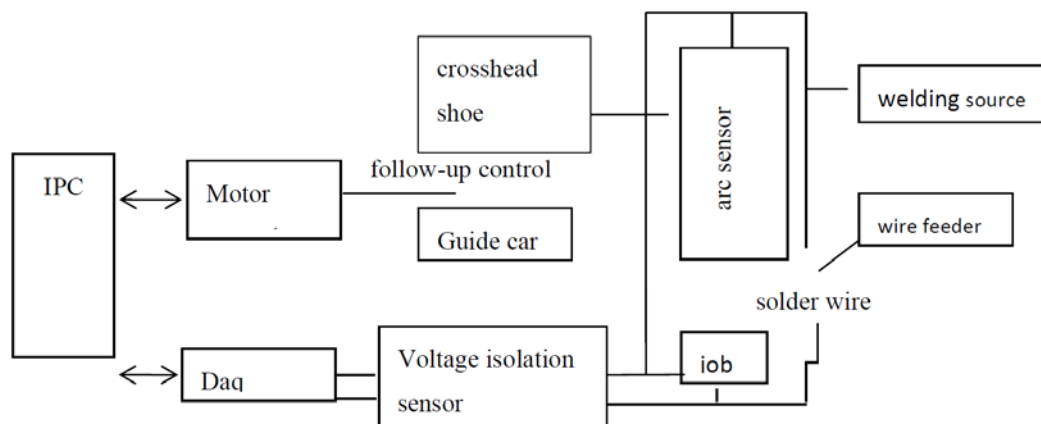 crosshead
shoe
arc sensor
welding source
IPC
Motor
follow-up control
Guide car
wire feeder
solder wire
Voltage isolation
sensor
Daq
iob